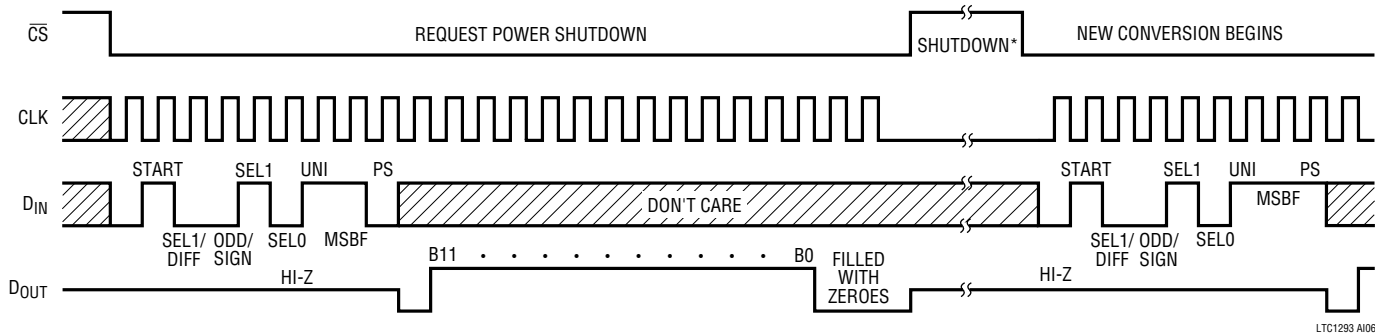 CS REQUEST POWER SHUTDOWN SHUTDOWN* NEW CONVERSION BEGINS
CLK
START SEL1 UNI PS START SEL1 UNI PS
DIN DON'T CARE MSBF
SEL1/ DIFF ODD/ SIGN SEL0 MSBF SEL1/ DIFF ODD/ SIGN SEL0
B11 • • • • • • • • • • B0 FILLED WITH ZEROES
DOUT HI-Z HI-Z
LTC1293 AI06